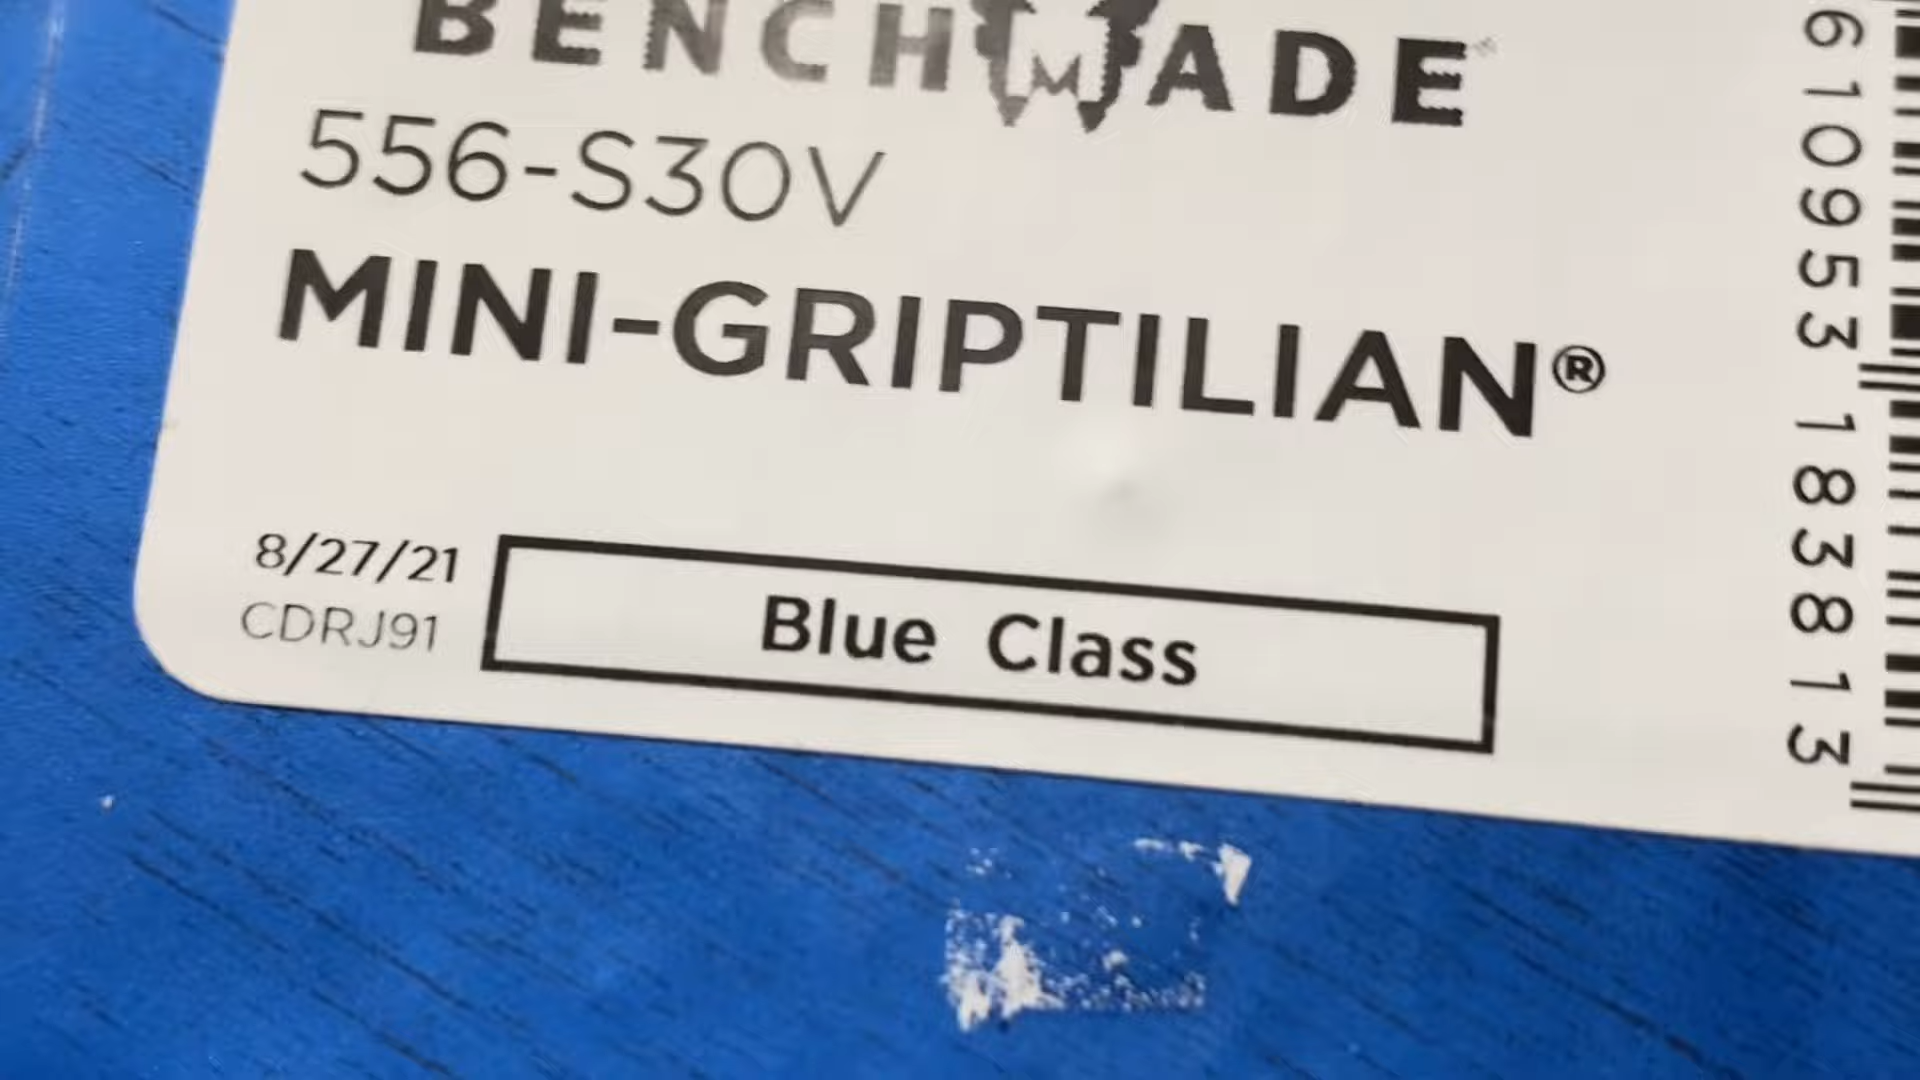 BENCHMADE
556-S30V
MINI-GRIPTILIAN®
8/27/21
CDRJ91
Blue Class
610953 183813